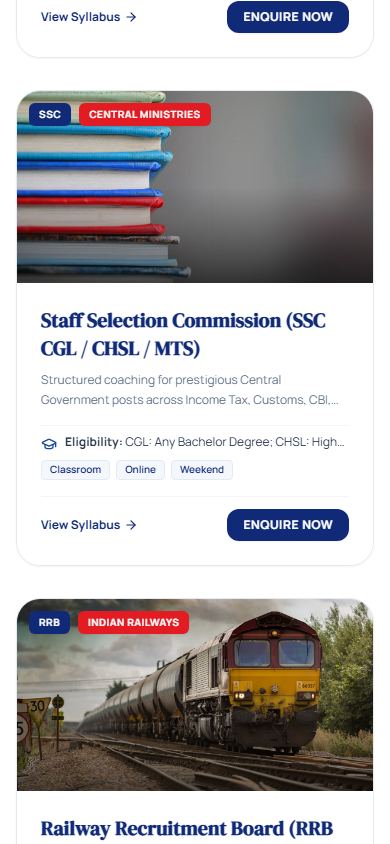 View Syllabus →
ENQUIRE NOW
SSC
CENTRAL MINISTRIES
Staff Selection Commission (SSC
CGL / CHSL / MTS)
Structured coaching for prestigious Central
Government posts across Income Tax, Customs, CBI,...
Eligibility: CGL: Any Bachelor Degree; CHSL: High...
Classroom
Online
Weekend
View Syllabus →
ENQUIRE NOW
RRB
INDIAN RAILWAYS
30
5
Railway Recruitment Board (RRB